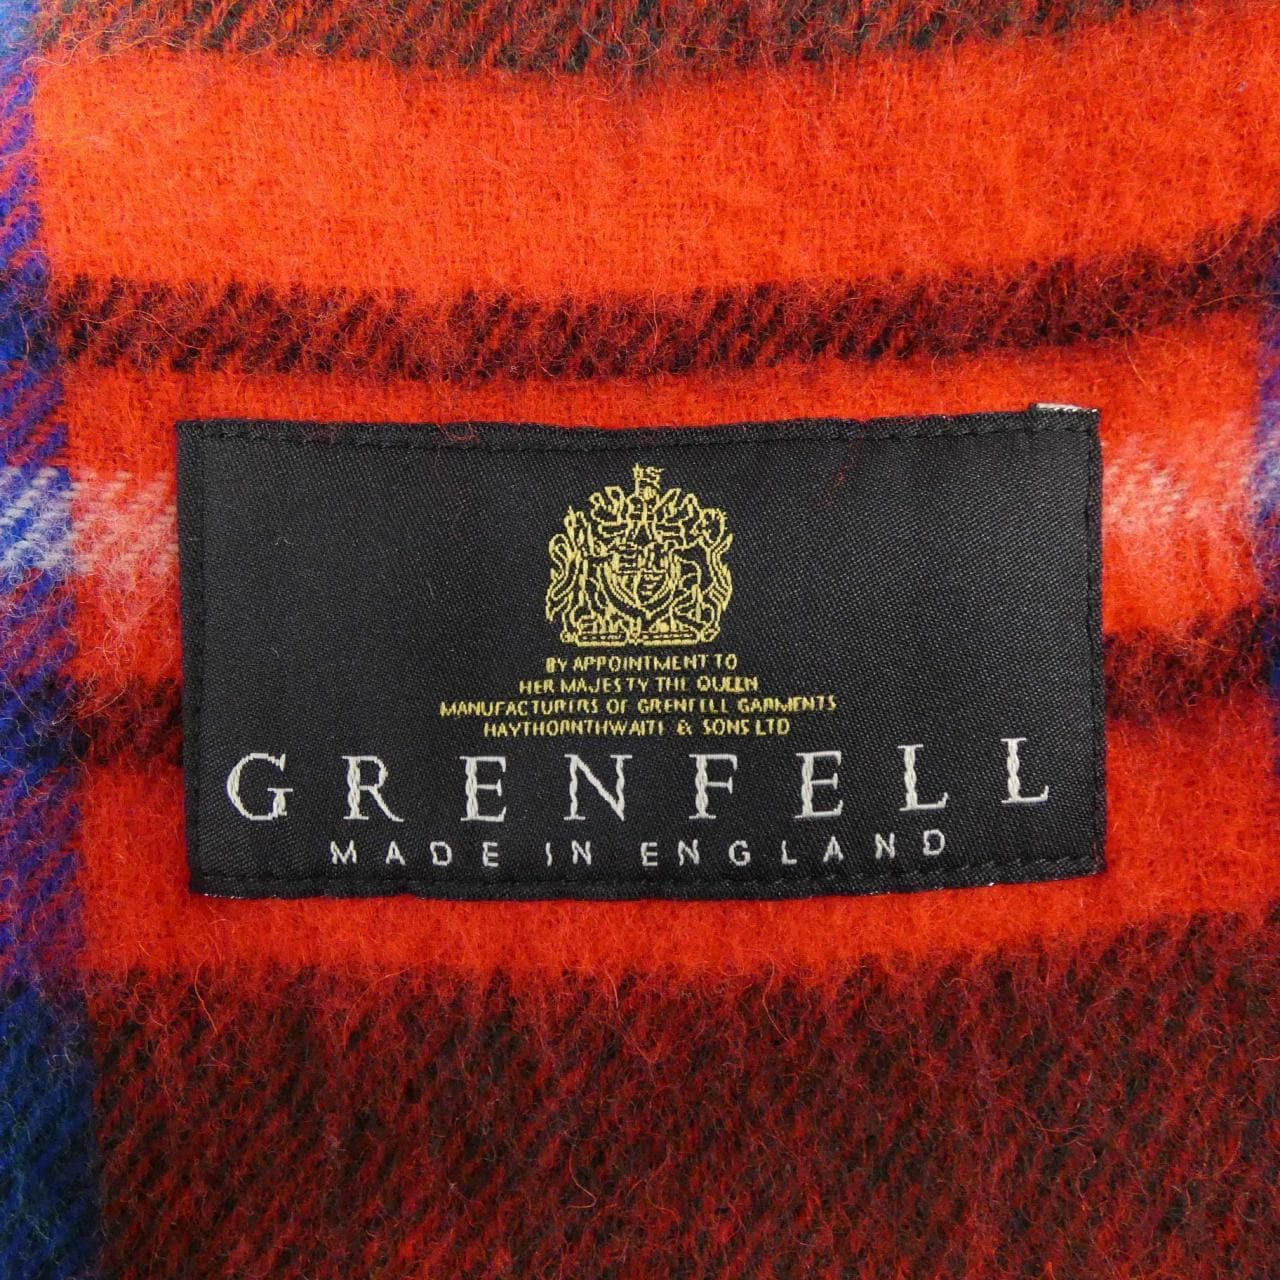 BY APPOINTMENT TO
HER MAJESTY THE QUEEN
MANUFACTURERS OF GRENFELL GARMENTS
HAYTHORNTHWAITE & SONS LTD
GRENFELL
MADE IN ENGLAND